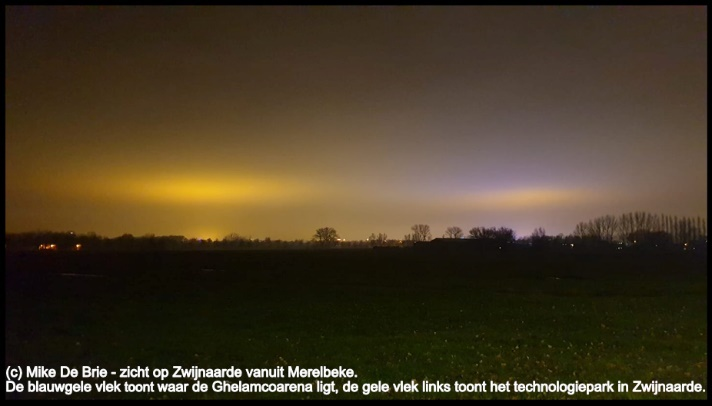 (c) Mike De Brie - zicht op Zwijnaarde vanuit Merelbeke.
De blauwgele vlek toont waar de Ghelamcoarena ligt, de gele vlek links toont het technologiepark in Zwijnaarde.